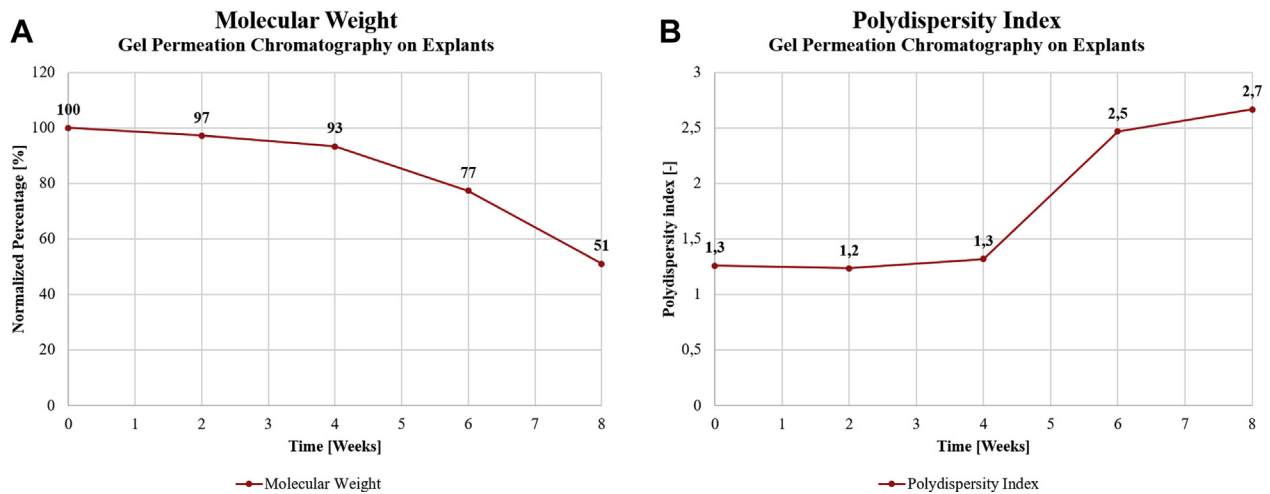 A
Molecular Weight
Gel Permeation Chromatography on Explants
Normalized Percentage [%]
120
100
80
60
40
20
0
100
97
93
77
51
0 1 2 3 4 5 6 7 8
Time [Weeks]
Molecular Weight
B
Polydispersity Index
Gel Permeation Chromatography on Explants
Polydispersity index [-]
3
2,5
2
1,5
1
0,5
0
1,3
1,2
1,3
2,5
2,7
0 1 2 3 4 5 6 7 8
Time [Weeks]
Polydispersity Index